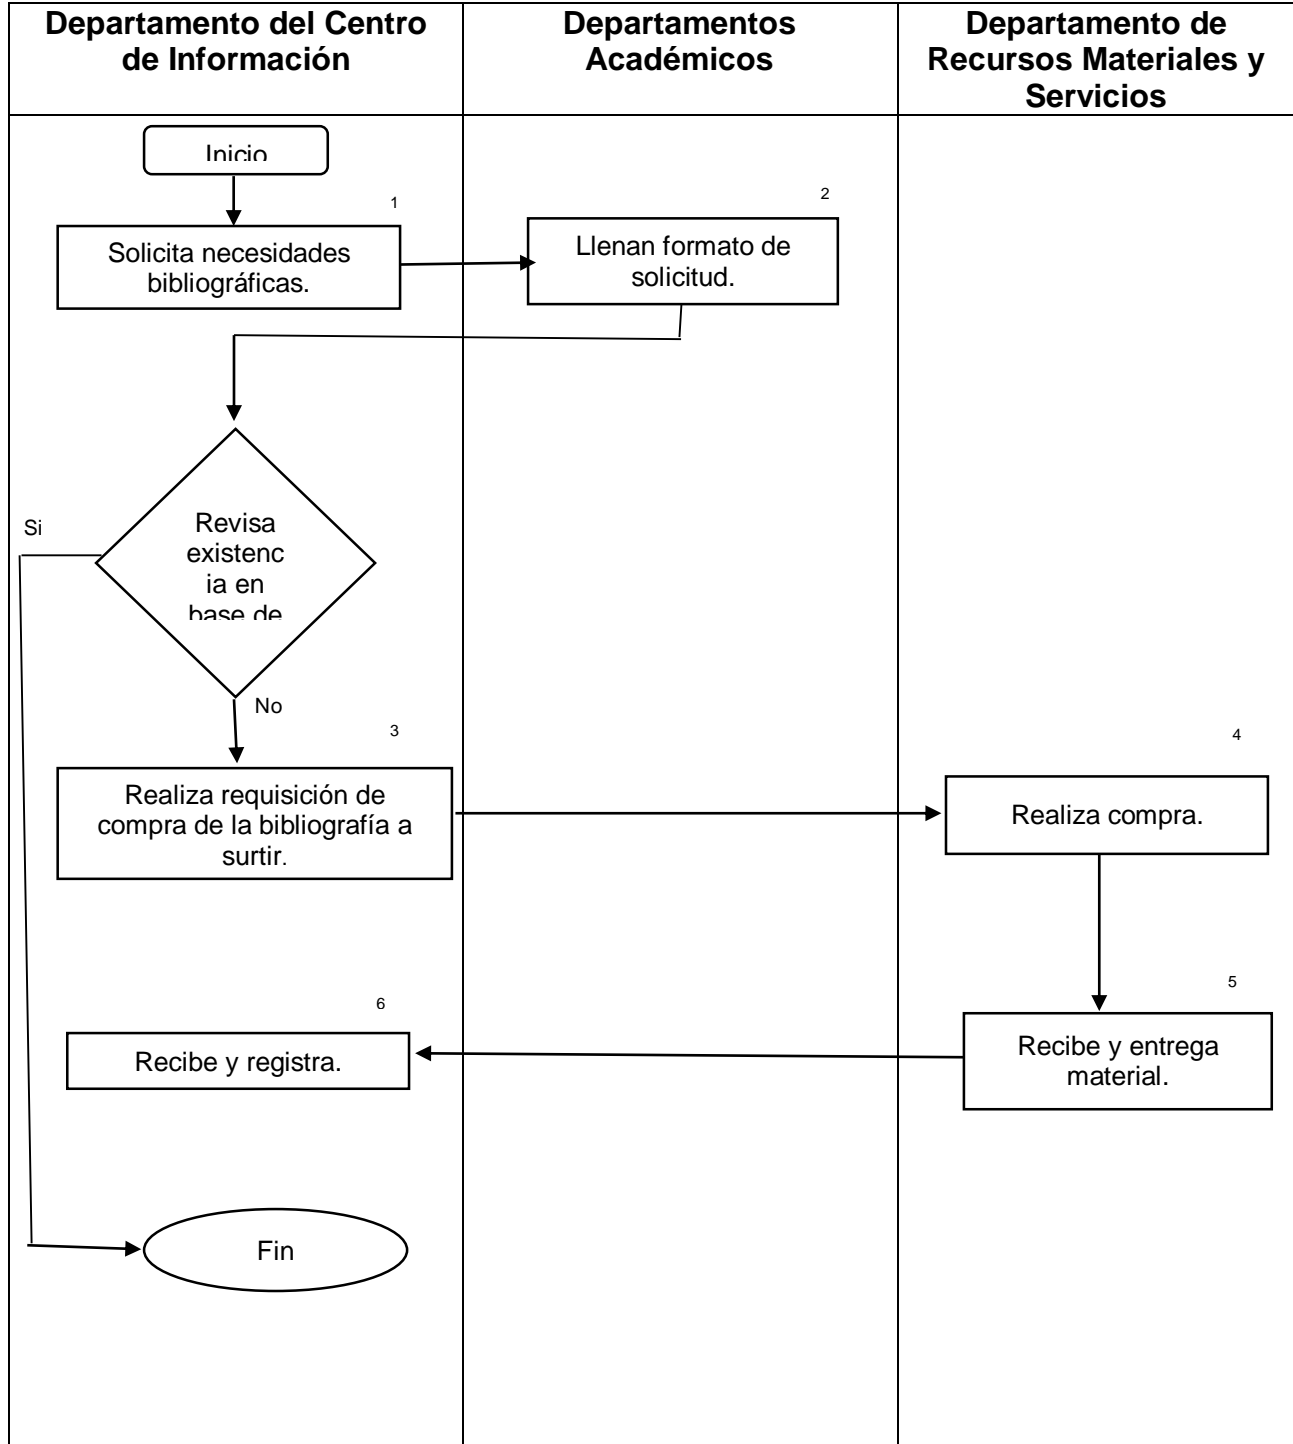 Departamento del Centro
de Información
Departamentos
Académicos
Departamento de
Recursos Materiales y
Servicios
Inicio
1
Solicita necesidades
bibliográficas.
2
Llenan formato de
solicitud.
Revisa
existenc
ia en
base de
Si
No
3
Realiza requisición de
compra de la bibliografía a
surtir.
4
Realiza compra.
5
Recibe y entrega
material.
6
Recibe y registra.
Fin